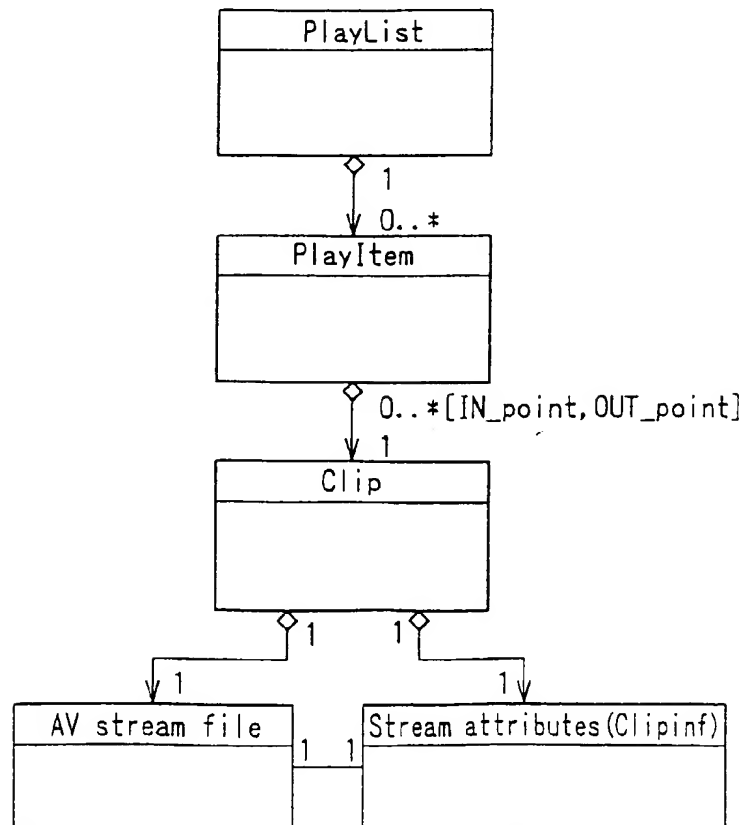 PlayList
1
0..*
PlayItem
0..*[IN_point,OUT_point]
1
Clip
1 1
1 1
AV stream file Stream attributes(Clipinf)
1 1